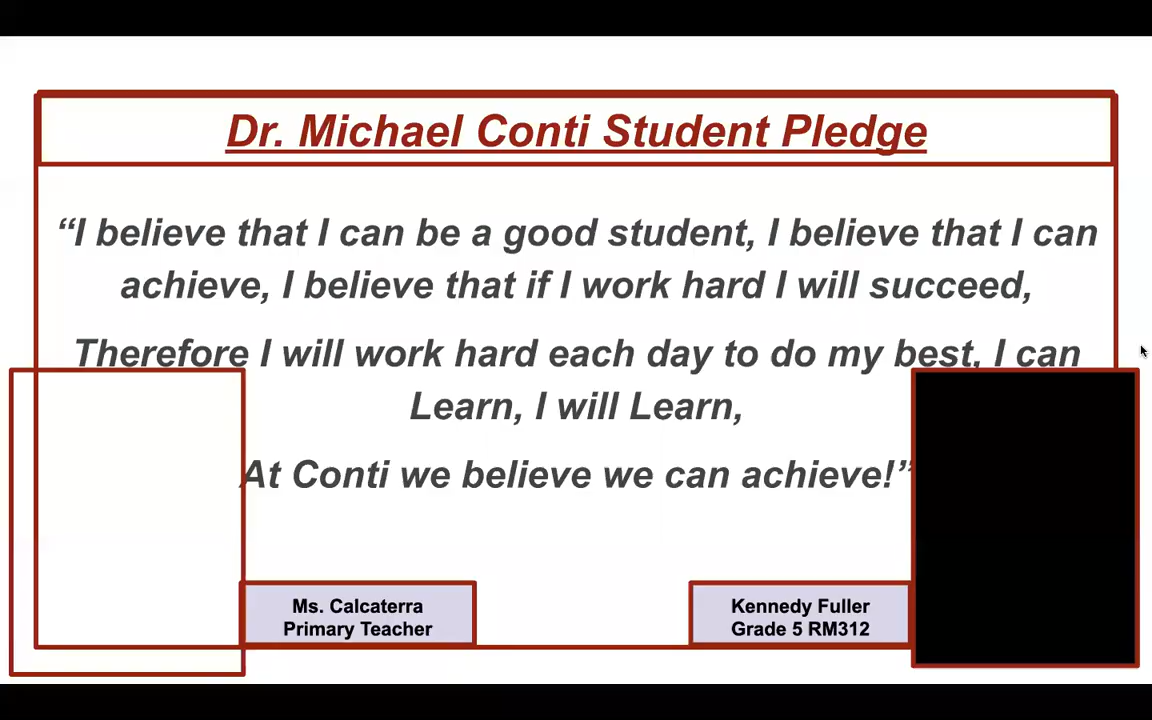 Dr. Michael Conti Student Pledge
“I believe that I can be a good student, I believe that I can
achieve, I believe that if I work hard I will succeed,
Therefore I will work hard each day to do my best, I can
Learn, I will Learn,
At Conti we believe we can achieve!”
Ms. Calcaterra
Primary Teacher
Kennedy Fuller
Grade 5 RM312